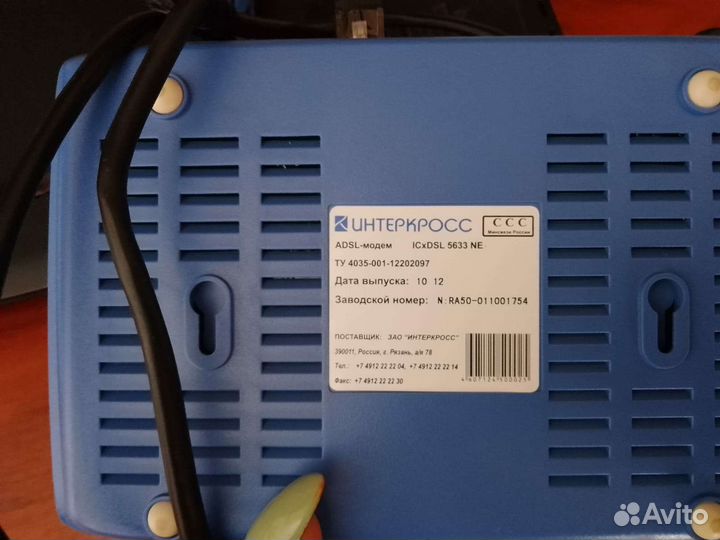 ИНТЕРКРОСС
ССС
Минсвязи России
ADSL-модем ICxDSL 5633 NE
ТУ 4035-001-12202097
Дата выпуска: 10 12
Заводской номер: N:RA50-011001754
ПОСТАВЩИК: ЗАО "ИНТЕРКРОСС"
390011, Россия, г. Рязань, а/я 78
Тел.: +7 4912 22 22 04, +7 4912 22 22 14
Факс: +7 4912 22 22 30
4607124500025
Avito